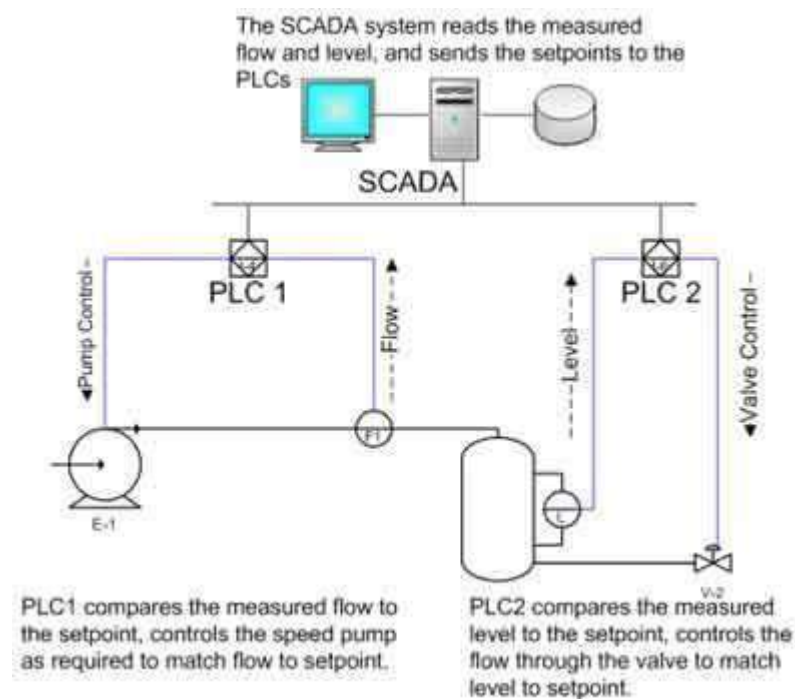 The SCADA system reads the measured
flow and level, and sends the setpoints to the
PLCs
SCADA
PLC 1
PLC 2
Pump Control
Flow
Level
Valve Control
E-1
V-2
PLC1 compares the measured flow to
the setpoint, controls the speed pump
as required to match flow to setpoint.
PLC2 compares the measured
level to the setpoint, controls the
flow through the valve to match
level to setpoint.